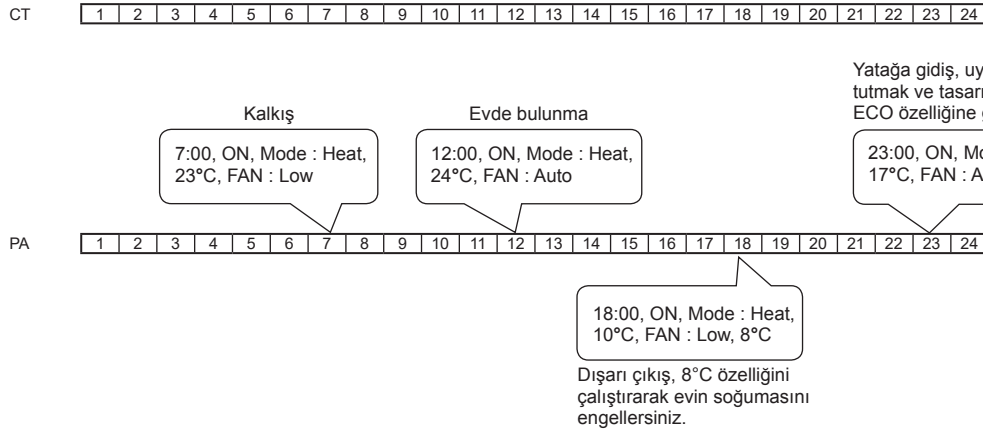 CT 1 2 3 4 5 6 7 8 9 10 11 12 13 14 15 16 17 18 19 20 21 22 23 24
Yatağa gidiş,
tutmak ve
ECO özelliğine
Kalkış
Evde bulunma
7:00, ON, Mode : Heat,
23°C, FAN : Low
12:00, ON, Mode : Heat,
24°C, FAN : Auto
23:00, ON,
17°C, FAN :
PA 1 2 3 4 5 6 7 8 9 10 11 12 13 14 15 16 17 18 19 20 21 22 23 24
18:00, ON, Mode : Heat,
10°C, FAN : Low, 8°C
Dışarı çıkış, 8°C özelliğini
çalıştırarak evin soğumasını
engellersiniz.